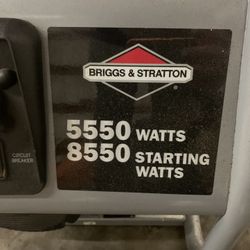 BRIGGS & STRATTON
5550 WATTS
8550 STARTING
WATTS
CIRCUIT
BREAKER